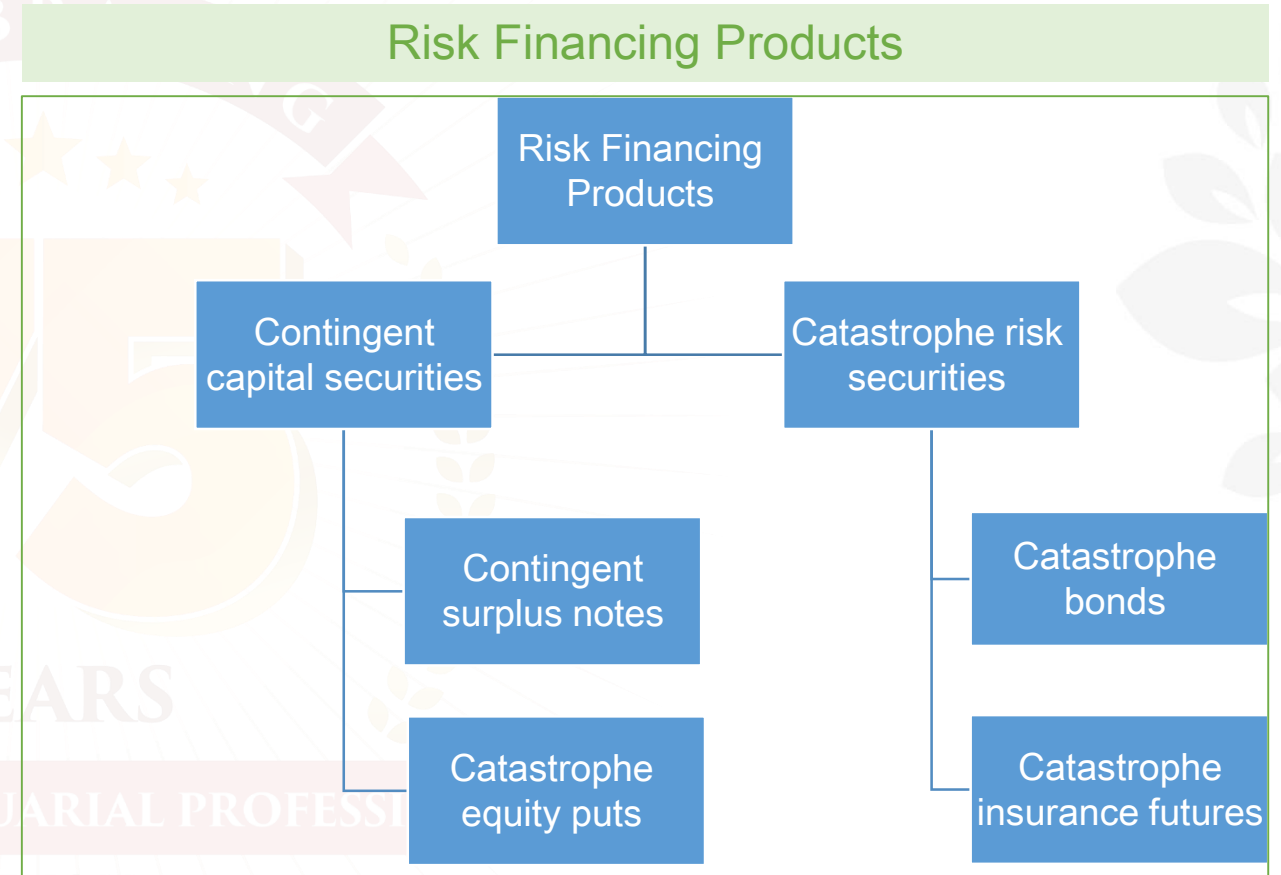 Risk Financing Products
Risk Financing
Products
Contingent
capital securities
Catastrophe risk
securities
Contingent
surplus notes
Catastrophe
bonds
Catastrophe
equity puts
Catastrophe
insurance futures